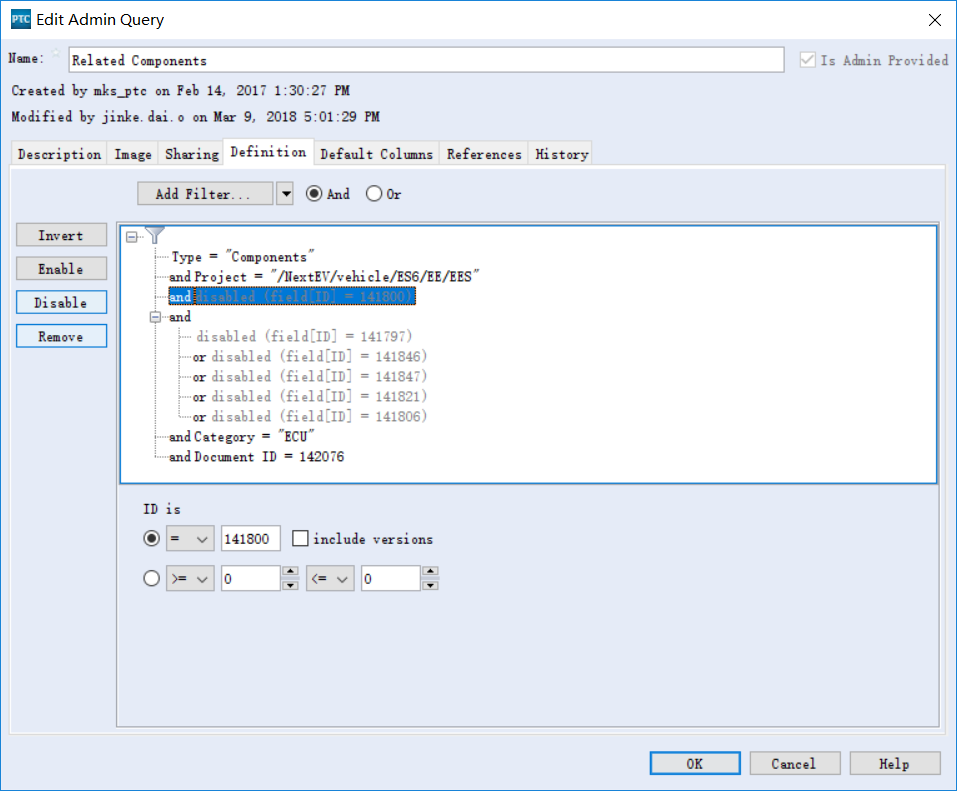 PTC Edit Admin Query
Name: Related Components Is Admin Provided
Created by mks_ptc on Feb 14, 2017 1:30:27 PM
Modified by jinke.dai.o on Mar 9, 2018 5:01:29 PM
Description Image Sharing Definition Default Columns References History
Add Filter... And Or
Invert
Enable
Disable
Remove
Type = "Components"
and Project = "/NextEV/vehicle/ES6/EE/EES"
and disabled (field[ID] = 141800)
and
disabled (field[ID] = 141797)
or disabled (field[ID] = 141846)
or disabled (field[ID] = 141847)
or disabled (field[ID] = 141821)
or disabled (field[ID] = 141806)
and Category = "ECU"
and Document ID = 142076
ID is
= 141800 include versions
>= 0 <= 0
OK Cancel Help